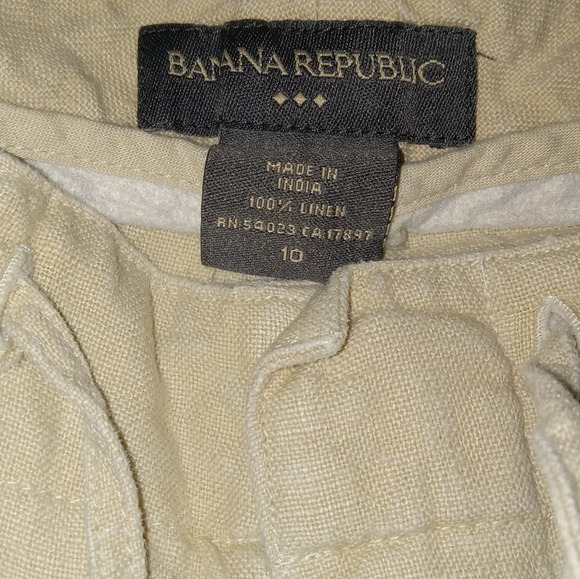 BANANA REPUBLIC
MADE IN
INDIA
100% LINEN
RN 54023 CA 17897
10